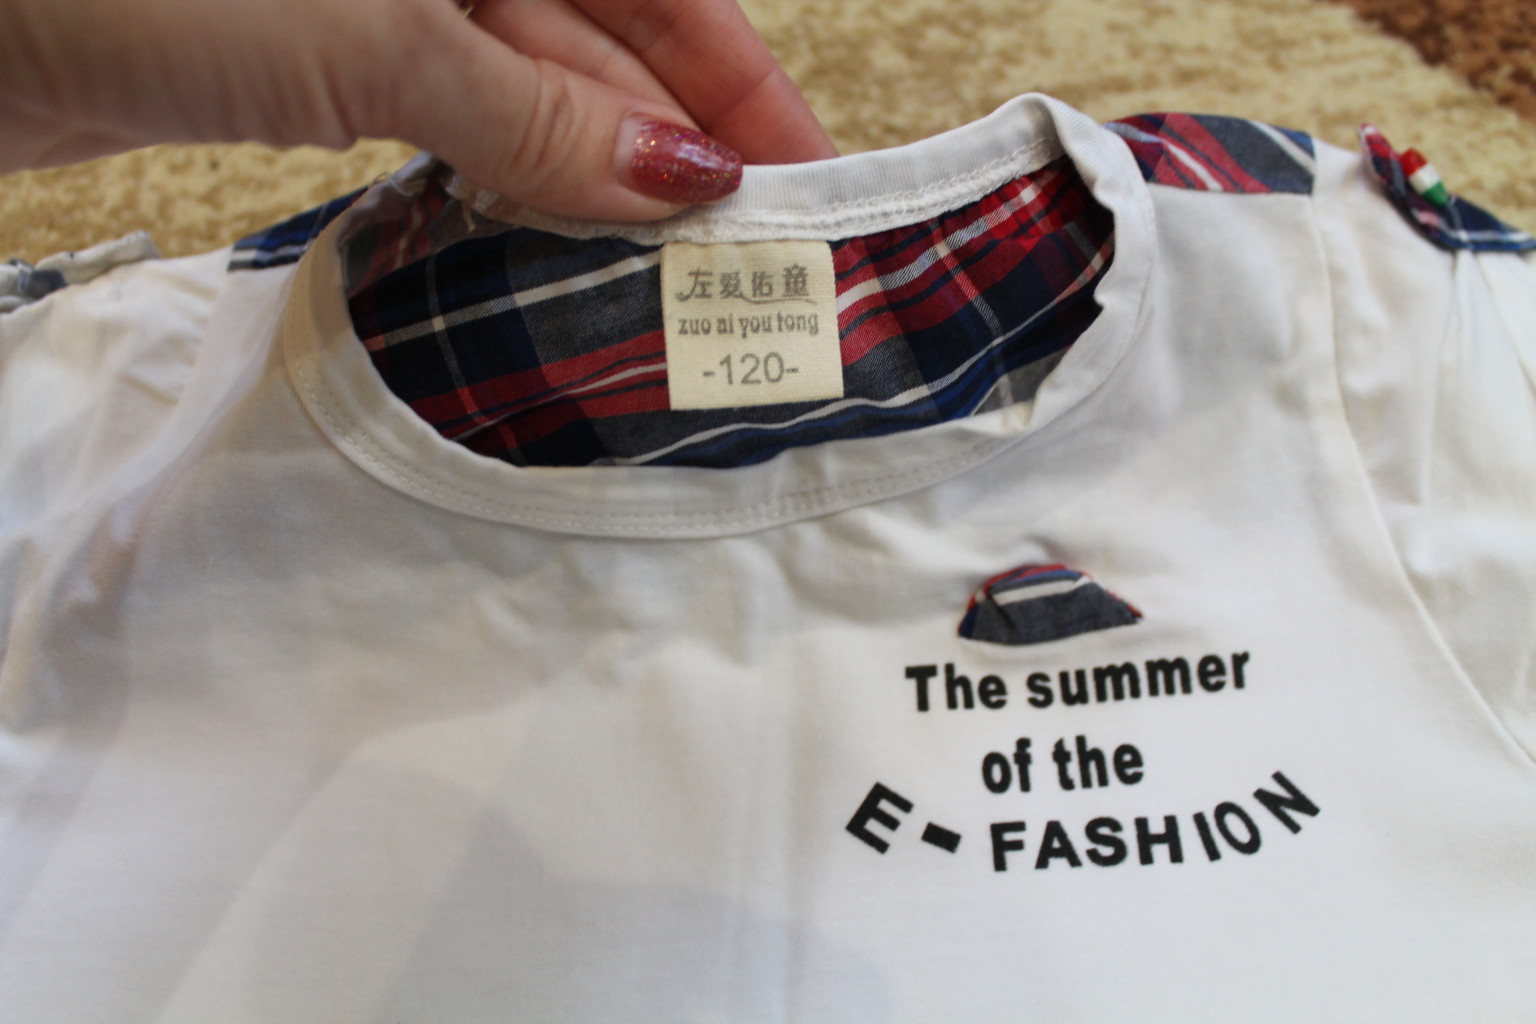 左爱佑童
zuo ai you tong
-120-
The summer
of the
E-FASHION